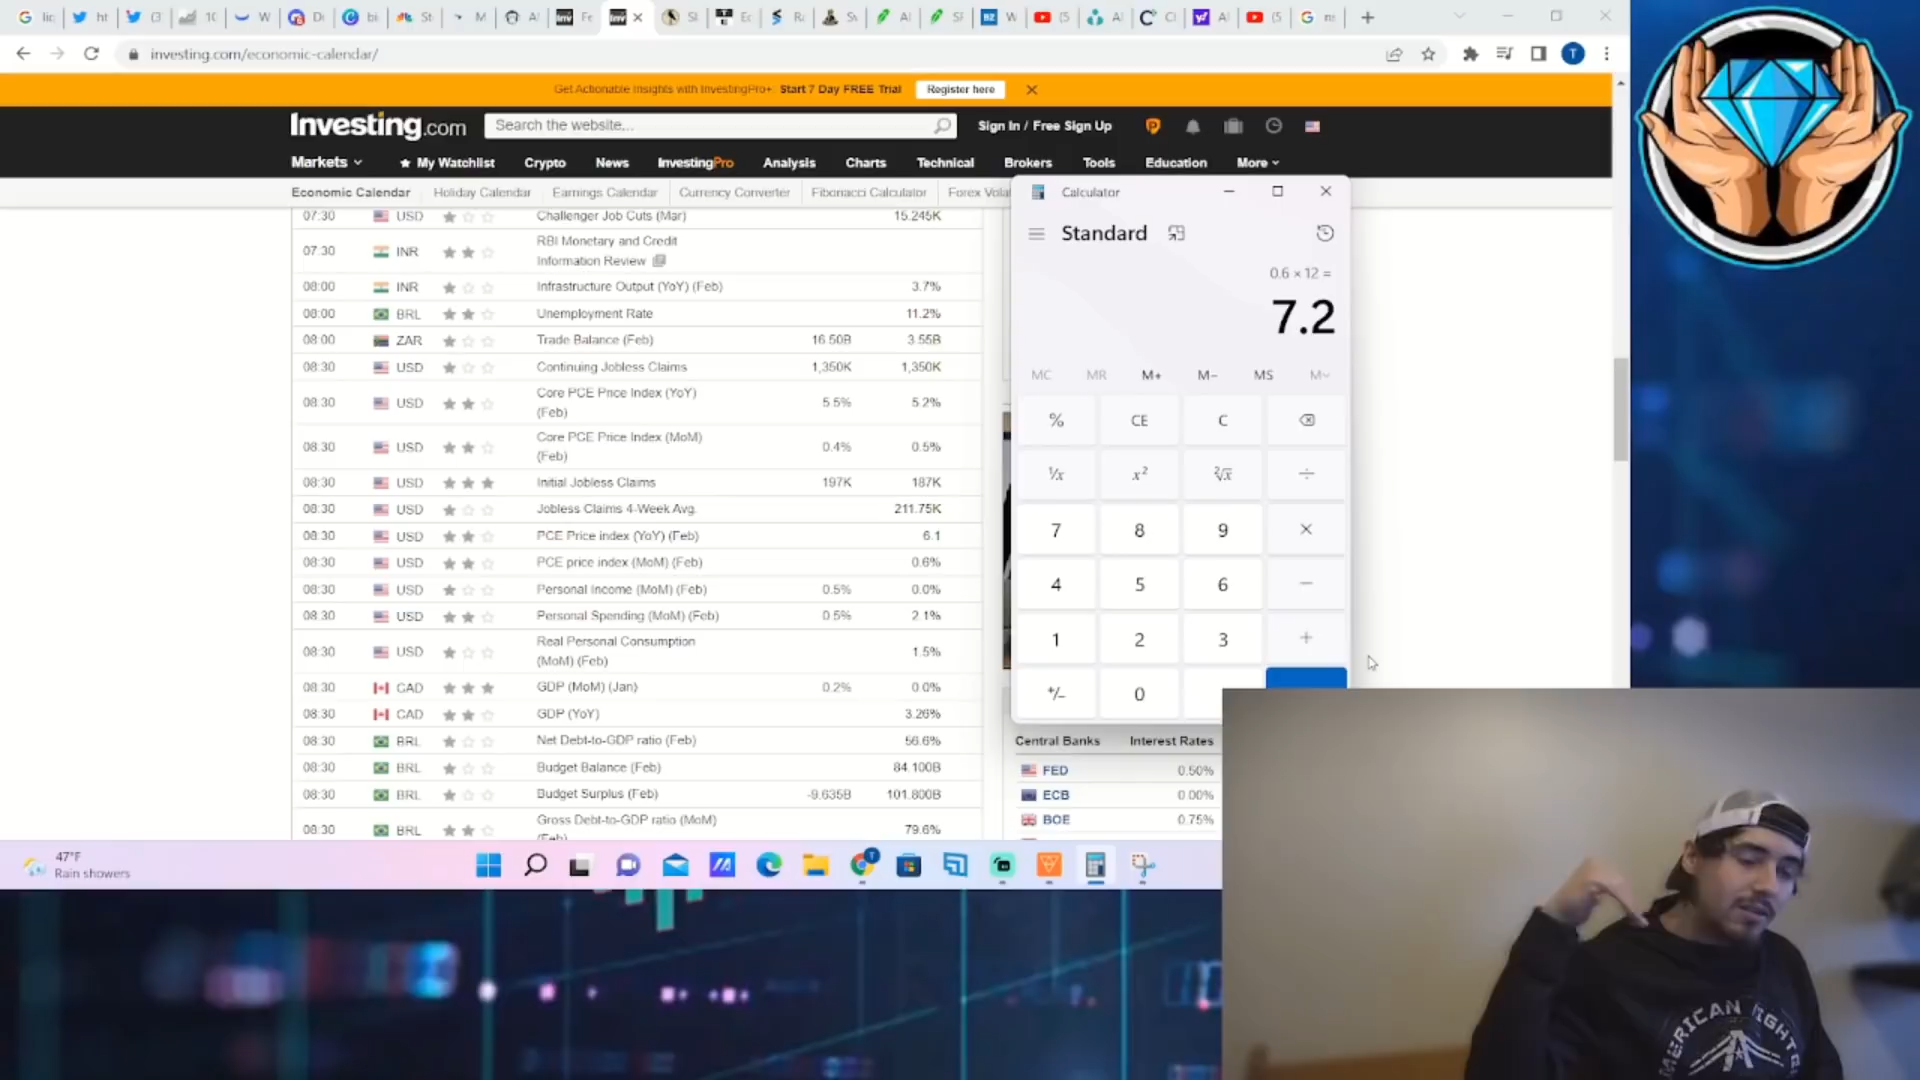 investing.com/economic-calendar/
T
Get Actionable Insights with InvestingPro+ Start 7 Day FREE Trial Register here
Investing.com Search the website... Sign In / Free Sign Up
Markets My Watchlist Crypto News InvestingPro Analysis Charts Technical Brokers Tools Education More
Economic Calendar Holiday Calendar Earnings Calendar Currency Converter Fibonacci Calculator Forex
07:30 USD Challenger Job Cuts (Mar) 15.245K
07:30 INR RBI Monetary and Credit
Information Review
08:00 INR Infrastructure Output (YoY) (Feb) 3.7%
08:00 BRL Unemployment Rate 11.2%
08:00 ZAR Trade Balance (Feb) 16.50B 3.55B
08:30 USD Continuing Jobless Claims 1,350K 1,350K
08:30 USD Core PCE Price Index (YoY)
(Feb) 5.5% 5.2%
08:30 USD Core PCE Price Index (MoM)
(Feb) 0.4% 0.5%
08:30 USD Initial Jobless Claims 197K 187K
08:30 USD Jobless Claims 4-Week Avg. 211.75K
08:30 USD PCE Price index (YoY) (Feb) 6.1
08:30 USD PCE price index (MoM) (Feb) 0.6%
08:30 USD Personal Income (MoM) (Feb) 0.5% 0.0%
08:30 USD Personal Spending (MoM) (Feb) 0.5% 2.1%
08:30 USD Real Personal Consumption
(MoM) (Feb) 1.5%
08:30 CAD GDP (MoM) (Jan) 0.2% 0.0%
08:30 CAD GDP (YoY) 3.26%
08:30 BRL Net Debt-to-GDP ratio (Feb) 56.6%
08:30 BRL Budget Balance (Feb) 84.100B
08:30 BRL Budget Surplus (Feb) -9.635B 101.800B
08:30 BRL Gross Debt-to-GDP ratio (MoM)
(Feb) 79.6%
Calculator
Standard
0.6 × 12 =
7.2
MC MR M+ M− MS M
% CE C
1/x x² ²√x ÷
7 8 9 ×
4 5 6 −
1 2 3 +
+/− 0
Central Banks Interest Rates
FED 0.50%
ECB 0.00%
BOE 0.75%
47°F
Rain showers